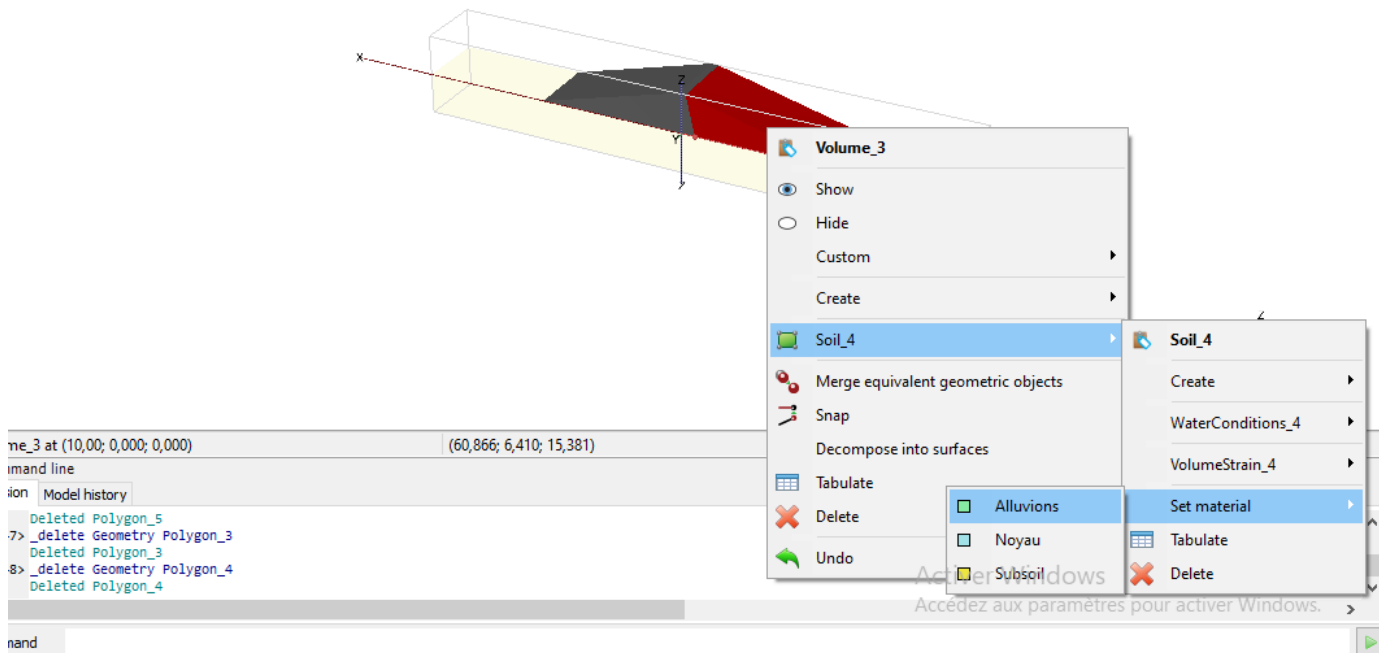 X
Z
Y
Volume_3
Show
Hide
Custom
Create
Soil_4
Soil_4
Merge equivalent geometric objects
Create
Snap
WaterConditions_4
me_3 at (10,00; 0,000; 0,000)
(60,866; 6,410; 15,381)
Decompose into surfaces
mmand line
VolumeStrain_4
Tabulate
sion
Model history
Alluvions
Set material
Deleted Polygon_5
Delete
7> _delete Geometry Polygon_3
Noyau
Tabulate
Deleted Polygon_3
Undo
8> _delete Geometry Polygon_4
Subsoil
Delete
Activer Windows
Deleted Polygon_4
Accédez aux paramètres pour activer Windows.
mand